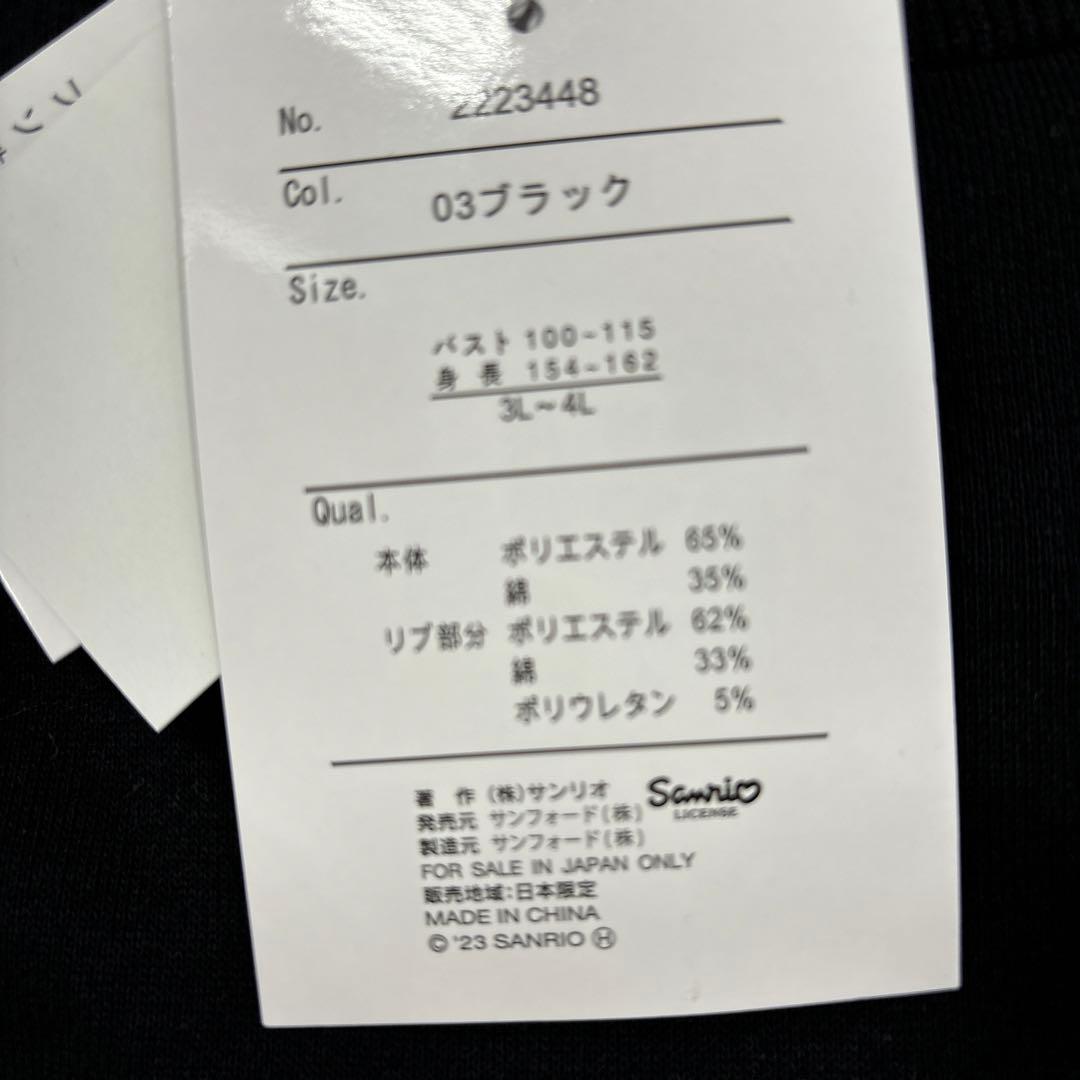 No. 2223448
Col. 03ブラック
Size.
バスト 100-115
身長 154-162
3L～4L
Qual.
本体 ポリエステル 65%
綿 35%
リブ部分 ポリエステル 62%
綿 33%
ポリウレタン 5%
著作 (株)サンリオ Sanrio
LICENSE
発売元 サンフォード(株)
製造元 サンフォード(株)
FOR SALE IN JAPAN ONLY
販売地域:日本限定
MADE IN CHINA
© '23 SANRIO Ⓗ